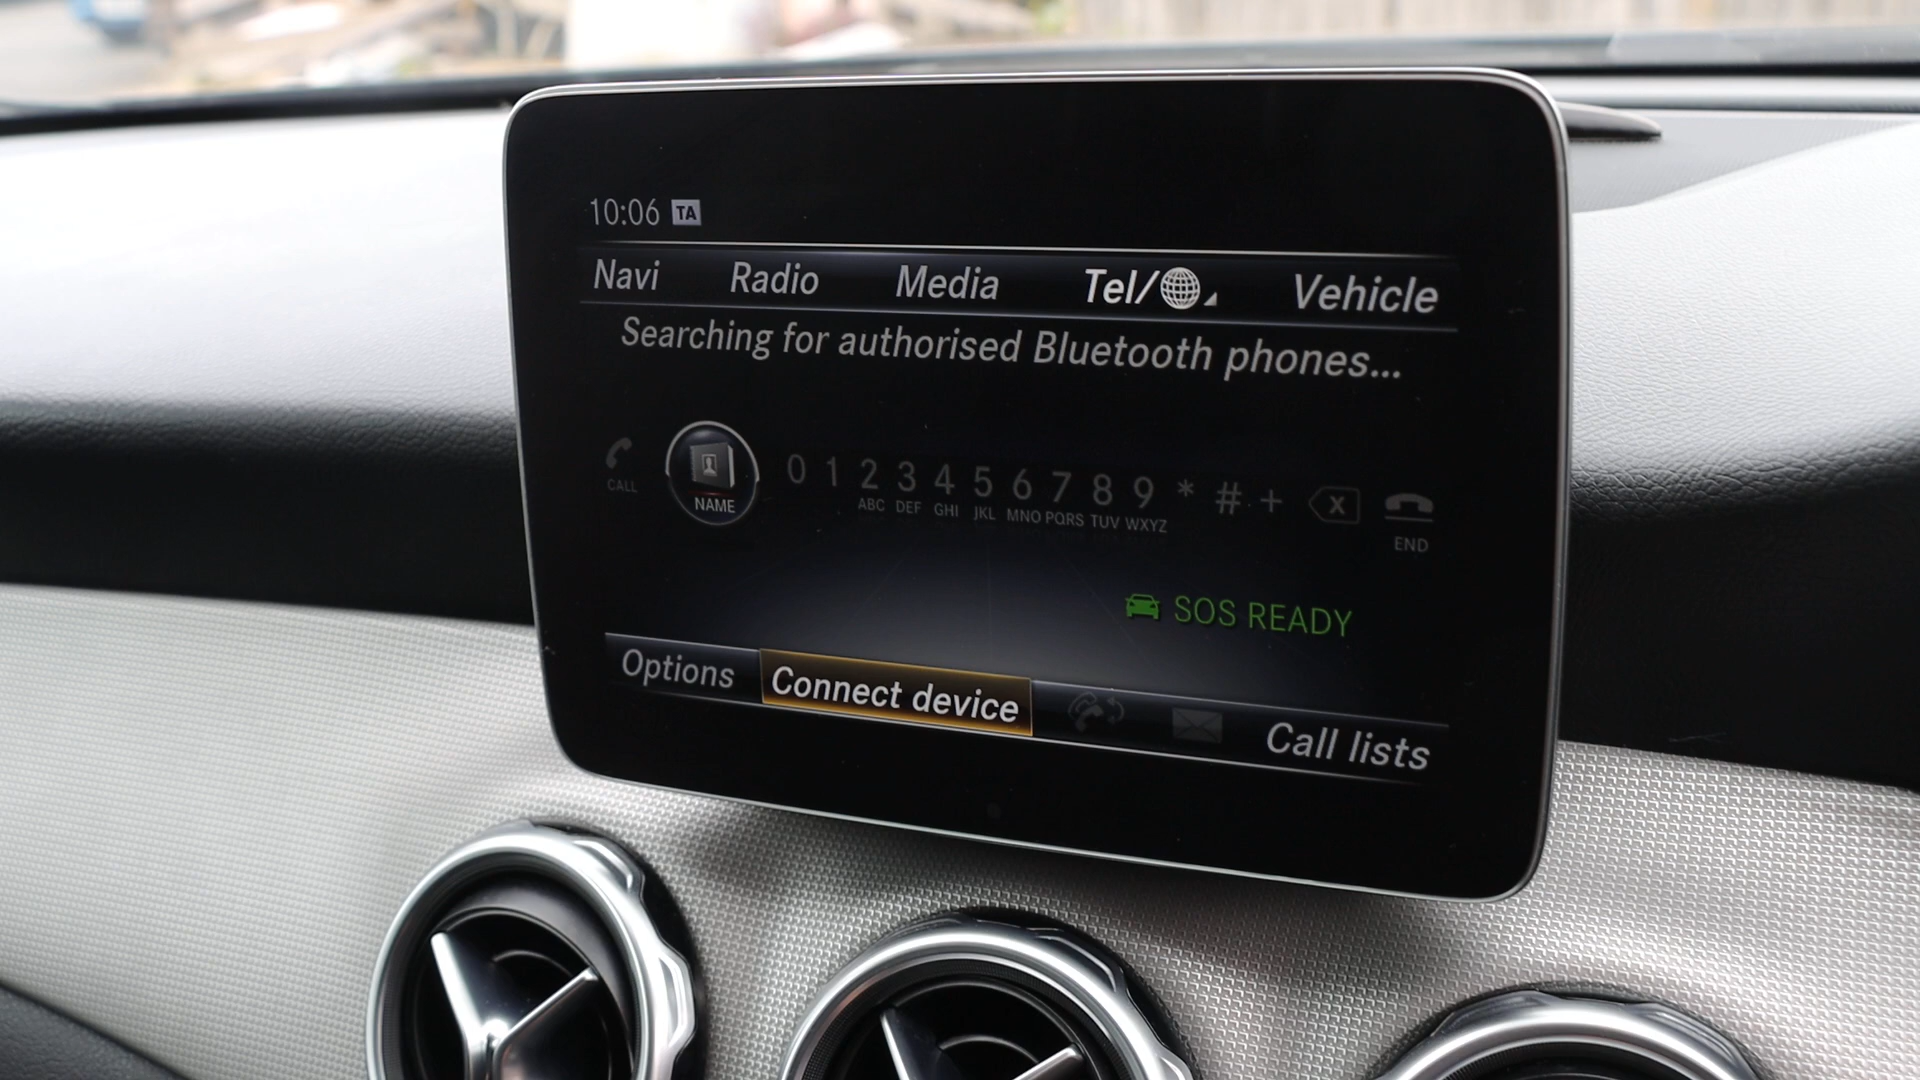 10:06 TA
Navi Radio Media Tel/ Vehicle
Searching for authorised Bluetooth phones...
CALL NAME 0 1 2 3 4 5 6 7 8 9 * # + X END
ABC DEF GHI JKL MNO PQRS TUV WXYZ
SOS READY
Options Connect device Call lists